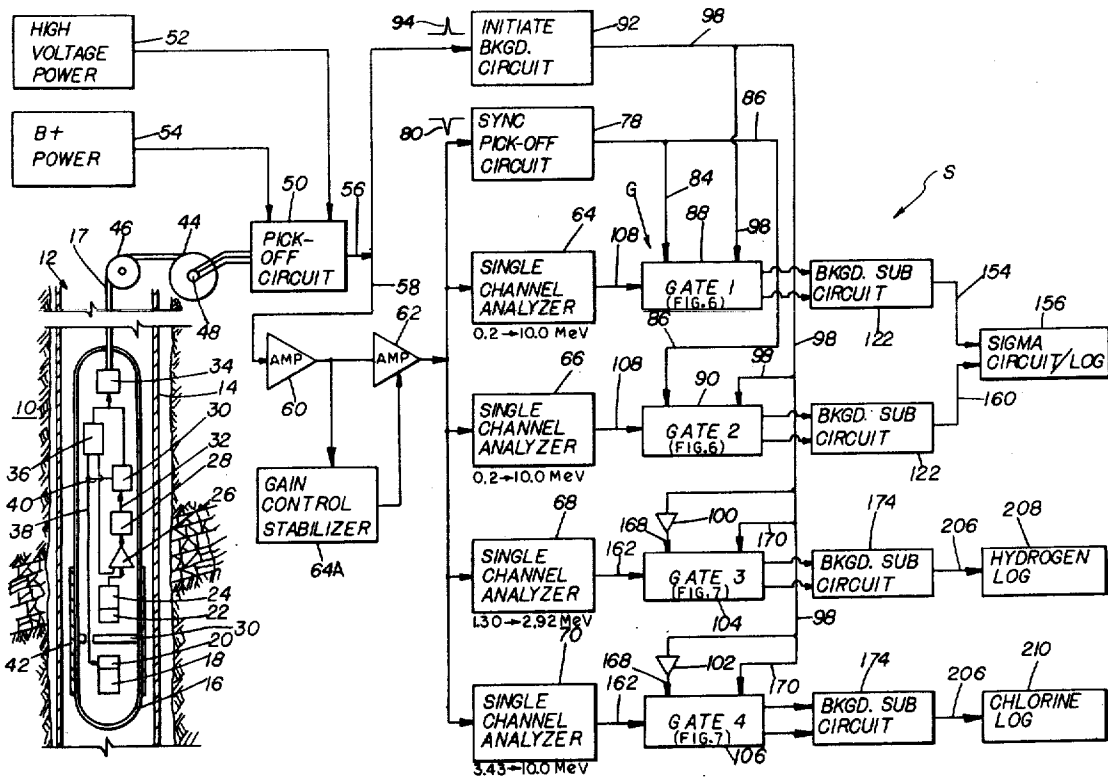 HIGH
VOLTAGE
POWER
52
B+
POWER
54
94
INITIATE
BKGD.
CIRCUIT
92
98
80
SYNC
PICK-OFF
CIRCUIT
78
86
84
98
G
S
50
56
PICK-
OFF
CIRCUIT
58
46
44
17
12
48
64
SINGLE
CHANNEL
ANALYZER
0.2→10.0 MeV
108
88
GATE 1
(FIG.6)
BKGD. SUB
CIRCUIT
122
154
156
SIGMA
CIRCUIT/LOG
160
AMP
60
62
AMP
86
98
98
66
SINGLE
CHANNEL
ANALYZER
0.2→10.0 MeV
108
90
GATE 2
(FIG.6)
BKGD. SUB
CIRCUIT
122
GAIN
CONTROL
STABILIZER
64A
34
10
14
36
30
32
40
28
38
26
24
22
30
42
20
18
16
68
SINGLE
CHANNEL
ANALYZER
1.30→2.92 MeV
162
100
168
170
GATE 3
(FIG.7)
104
98
174
BKGD. SUB
CIRCUIT
206
208
HYDROGEN
LOG
70
SINGLE
CHANNEL
ANALYZER
3.43→10.0 MeV
162
102
168
170
GATE 4
(FIG.7)
106
174
BKGD. SUB
CIRCUIT
206
210
CHLORINE
LOG